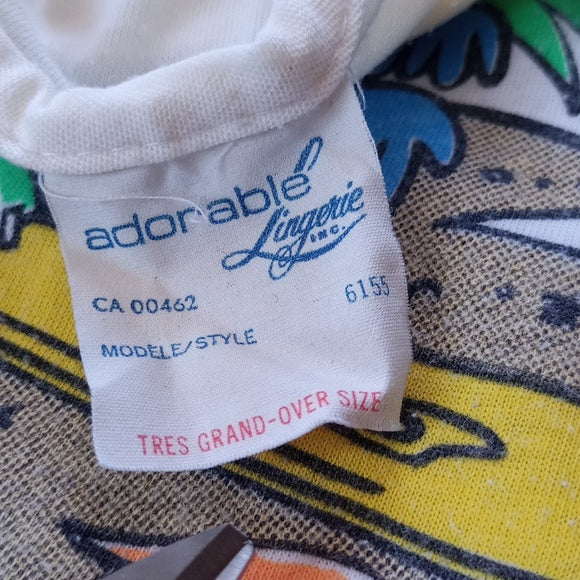 adorable Lingerie INC.
CA 00462 6155
MODELE/STYLE
TRES GRAND-OVER SIZE